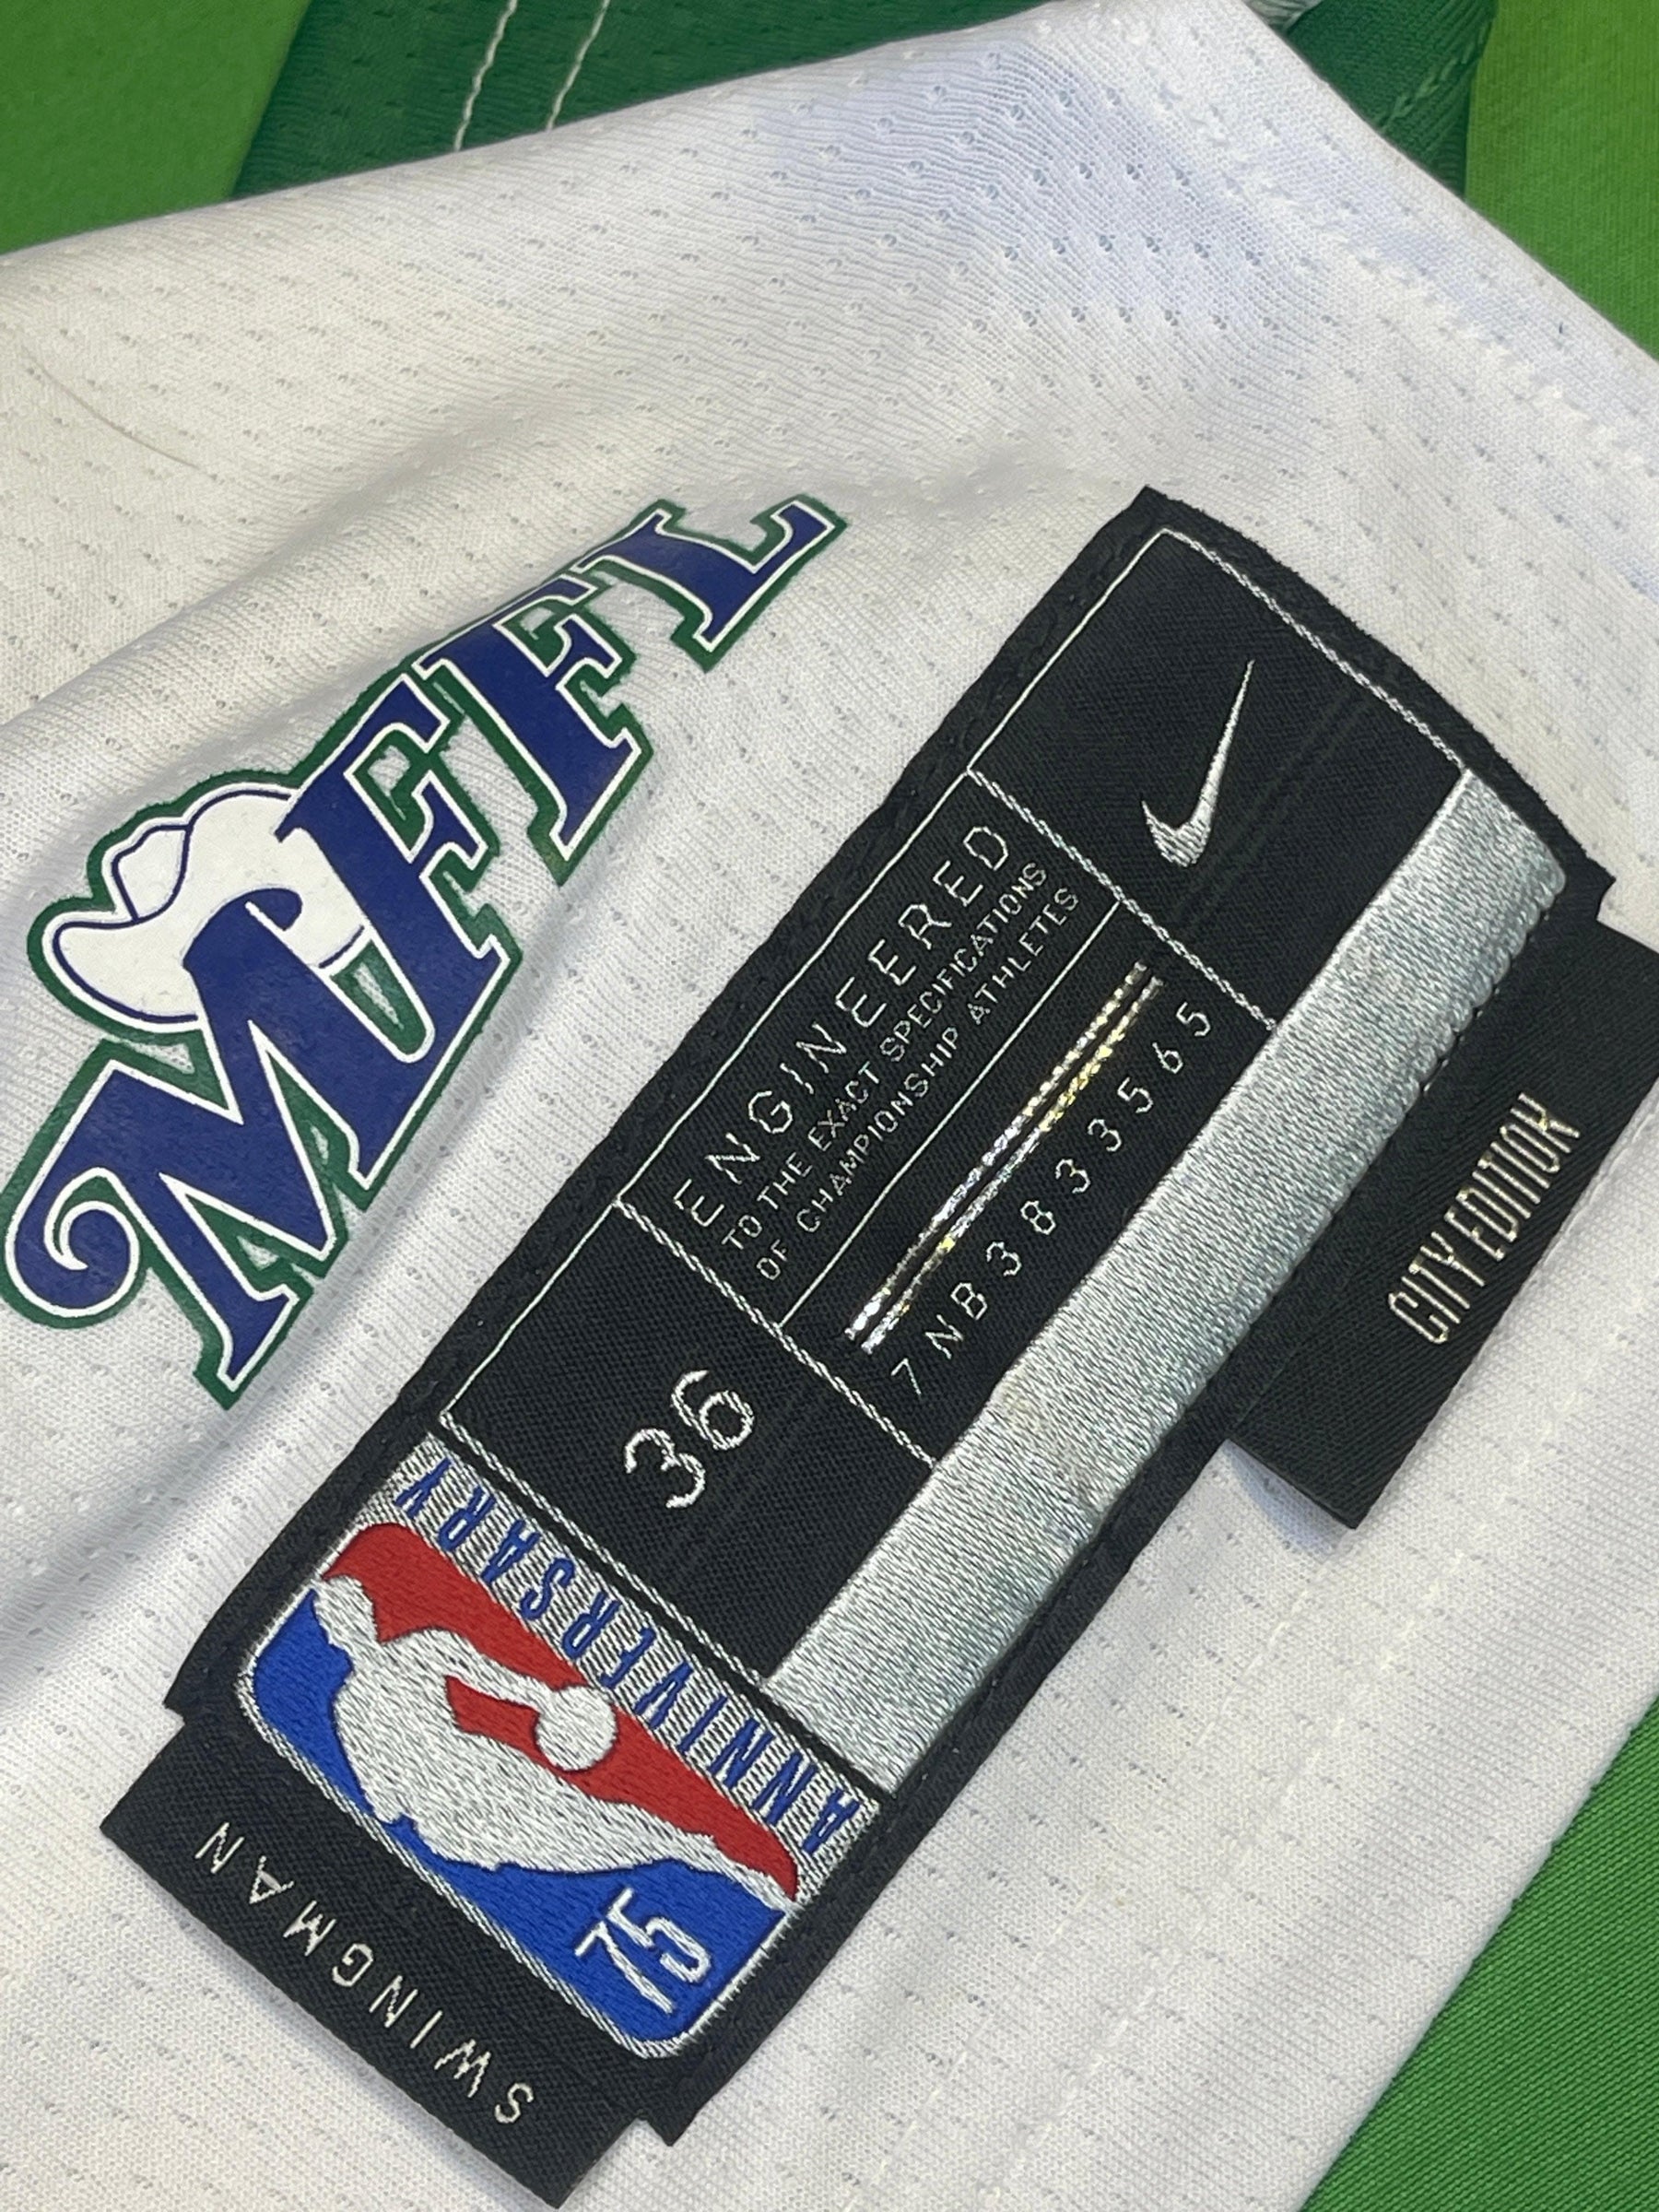 MFFL
ENGINEERED
TO THE EXACT SPECIFICATIONS
OF CHAMPIONSHIP ATHLETES
7NB3833565
36
CITY EDITION
ANNIVERSARY
75
SWINGMAN